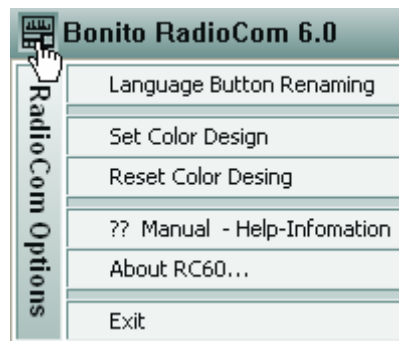 Bonito RadioCom 6.0
RadioCom Options
Language Button Renaming
Set Color Design
Reset Color Desing
?? Manual - Help-Infomation
About RC60...
Exit